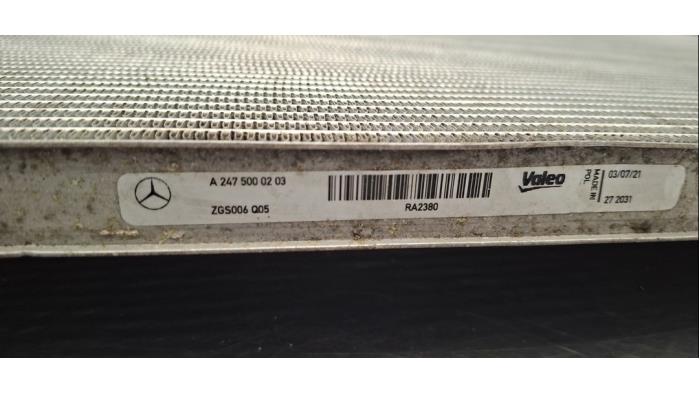 A 247 500 02 03
ZGS006 Q05
RA2380
Valeo
MADE IN
POL
03/07/21
27 2031